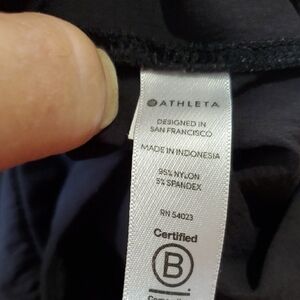 ATHLETA
DESIGNED IN
SAN FRANCISCO
MADE IN INDONESIA
95% NYLON
5% SPANDEX
RN 54023
Certified
B